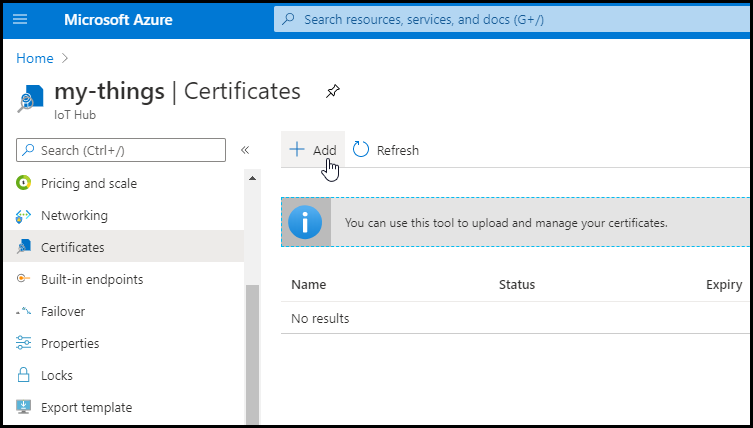 Microsoft Azure
Search resources, services, and docs (G+/)
Home
my-things | Certificates
IoT Hub
Search (Ctrl+/)
Add
Refresh
Pricing and scale
Networking
Certificates
Built-in endpoints
Failover
Properties
Locks
Export template
You can use this tool to upload and manage your certificates.
Name Status Expiry
No results